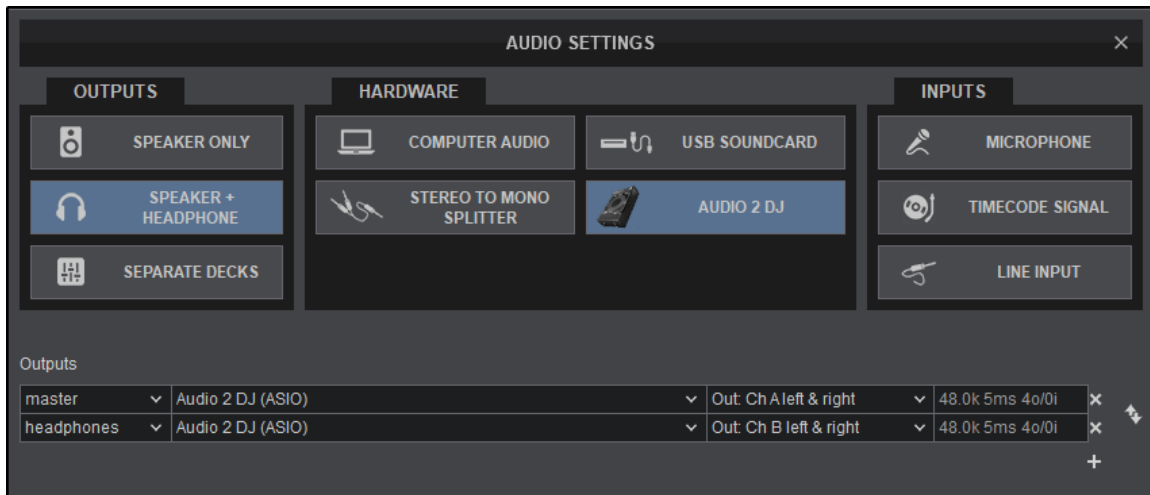 AUDIO SETTINGS
OUTPUTS
SPEAKER ONLY
SPEAKER +
HEADPHONE
SEPARATE DECKS
HARDWARE
COMPUTER AUDIO
USB SOUNDCARD
STEREO TO MONO
SPLITTER
AUDIO 2 DJ
INPUTS
MICROPHONE
TIMECODE SIGNAL
LINE INPUT
Outputs
master Audio 2 DJ (ASIO) Out: Ch A left & right 48.0k 5ms 4o/0i
headphones Audio 2 DJ (ASIO) Out: Ch B left & right 48.0k 5ms 4o/0i